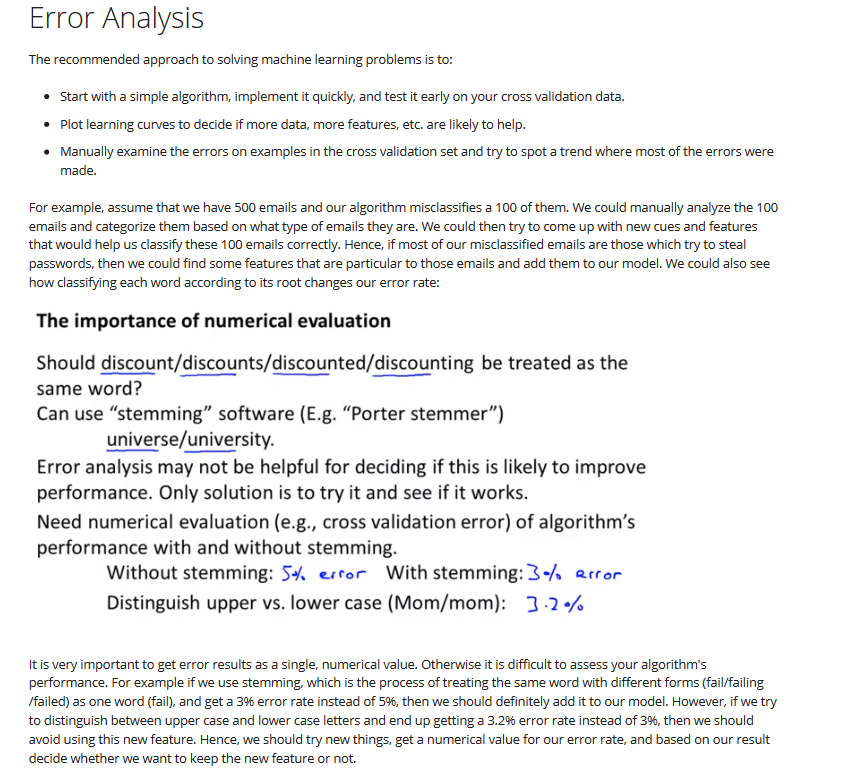 Error Analysis
The recommended approach to solving machine learning problems is to:
• Start with a simple algorithm, implement it quickly, and test it early on your cross validation data.
• Plot learning curves to decide if more data, more features, etc. are likely to help.
• Manually examine the errors on examples in the cross validation set and try to spot a trend where most of the errors were
made.
For example, assume that we have 500 emails and our algorithm misclassifies a 100 of them. We could manually analyze the 100
emails and categorize them based on what type of emails they are. We could then try to come up with new cues and features
that would help us classify these 100 emails correctly. Hence, if most of our misclassified emails are those which try to steal
passwords, then we could find some features that are particular to those emails and add them to our model. We could also see
how classifying each word according to its root changes our error rate:
The importance of numerical evaluation
Should discount/discounts/discounted/discounting be treated as the
same word?
Can use “stemming” software (E.g. “Porter stemmer”)
universe/university.
Error analysis may not be helpful for deciding if this is likely to improve
performance. Only solution is to try it and see if it works.
Need numerical evaluation (e.g., cross validation error) of algorithm’s
performance with and without stemming.
Without stemming: 5% error With stemming: 3% error
Distinguish upper vs. lower case (Mom/mom): 3.2%
It is very important to get error results as a single, numerical value. Otherwise it is difficult to assess your algorithm's
performance. For example if we use stemming, which is the process of treating the same word with different forms (fail/failing
/failed) as one word (fail), and get a 3% error rate instead of 5%, then we should definitely add it to our model. However, if we try
to distinguish between upper case and lower case letters and end up getting a 3.2% error rate instead of 3%, then we should
avoid using this new feature. Hence, we should try new things, get a numerical value for our error rate, and based on our result
decide whether we want to keep the new feature or not.